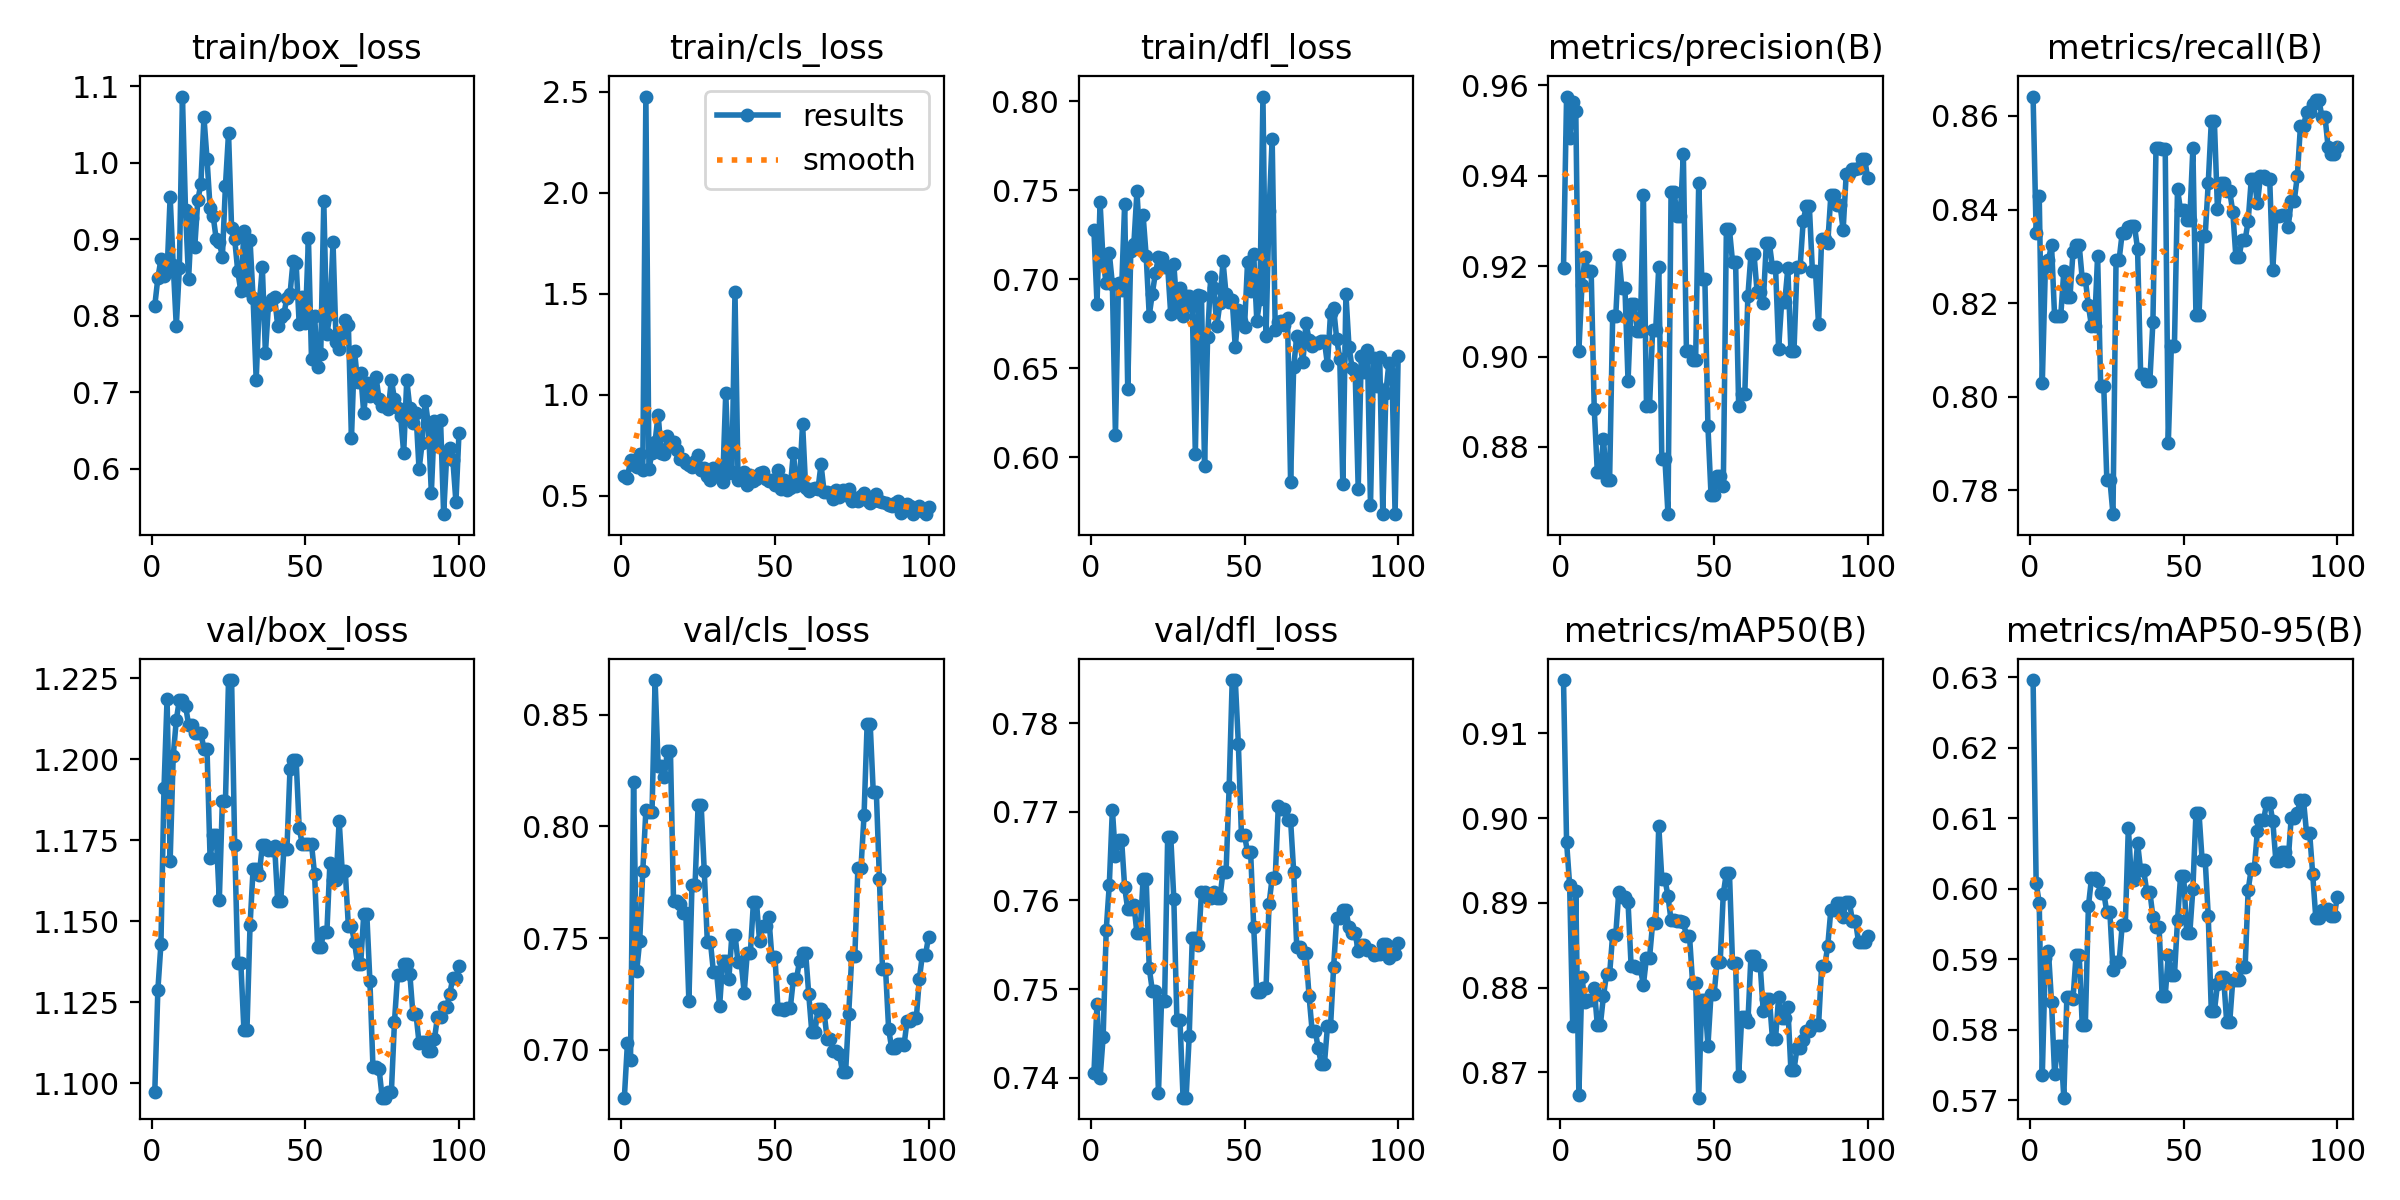 train/box_loss
1.1
1.0
0.9
0.8
0.7
0.6
0 50 100
train/cls_loss
2.5
2.0
1.5
1.0
0.5
results
smooth
0 50 100
train/dfl_loss
0.80
0.75
0.70
0.65
0.60
0 50 100
metrics/precision(B)
0.96
0.94
0.92
0.90
0.88
0 50 100
metrics/recall(B)
0.86
0.84
0.82
0.80
0.78
0 50 100
val/box_loss
1.225
1.200
1.175
1.150
1.125
1.100
0 50 100
val/cls_loss
0.85
0.80
0.75
0.70
0 50 100
val/dfl_loss
0.78
0.77
0.76
0.75
0.74
0 50 100
metrics/mAP50(B)
0.91
0.90
0.89
0.88
0.87
0 50 100
metrics/mAP50-95(B)
0.63
0.62
0.61
0.60
0.59
0.58
0.57
0 50 100